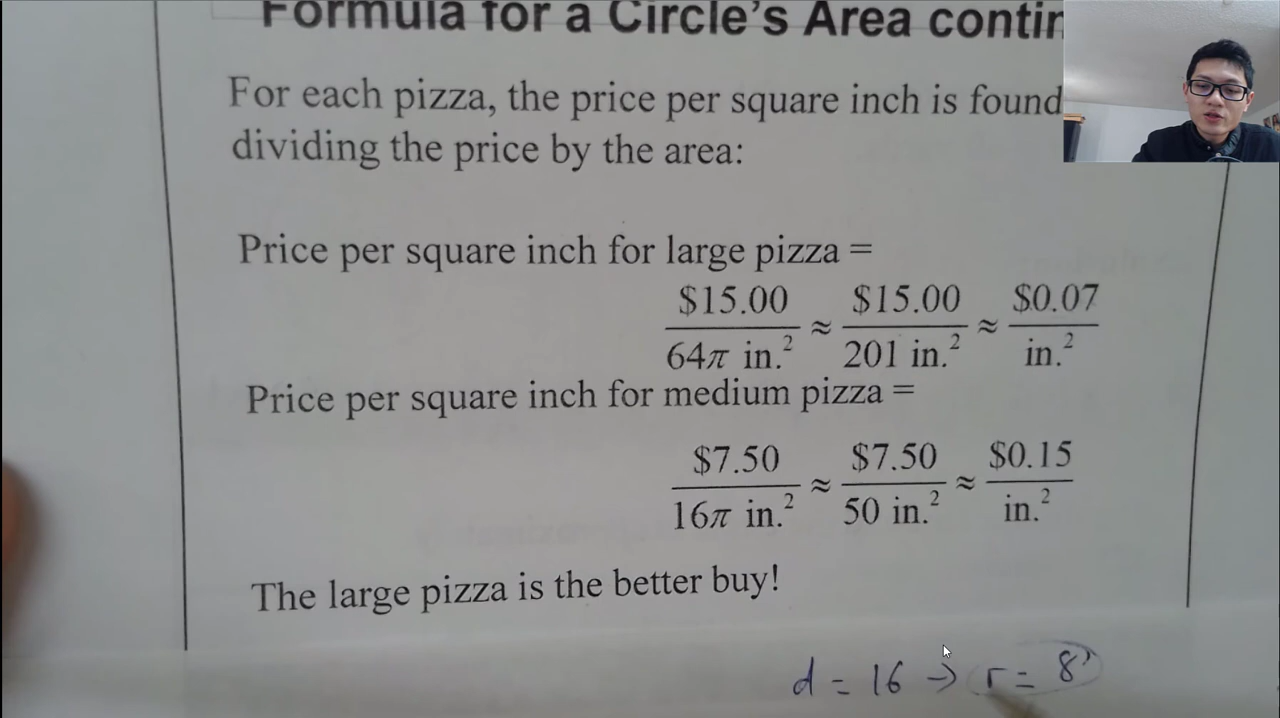 Formula for a Circle's Area
For each pizza, the price per square inch is found
dividing the price by the area:
Price per square inch for large pizza =
$15.00 / 64π in.² ≈ $15.00 / 201 in.² ≈ $0.07 / in.²
Price per square inch for medium pizza =
$7.50 / 16π in.² ≈ $7.50 / 50 in.² ≈ $0.15 / in.²
The large pizza is the better buy!
d = 16 → r = 8